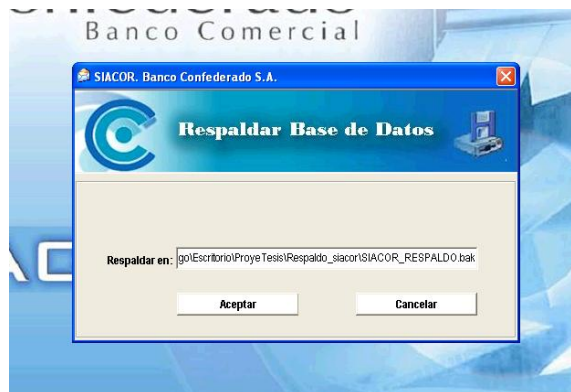 Banco Comercial
SIACOR. Banco Confederado S.A.
Respaldar Base de Datos
Respaldar en: go\Escritorio\ProyeTesis\Respaldo_siacor\SIACOR_RESPALDO.bak
Aceptar Cancelar